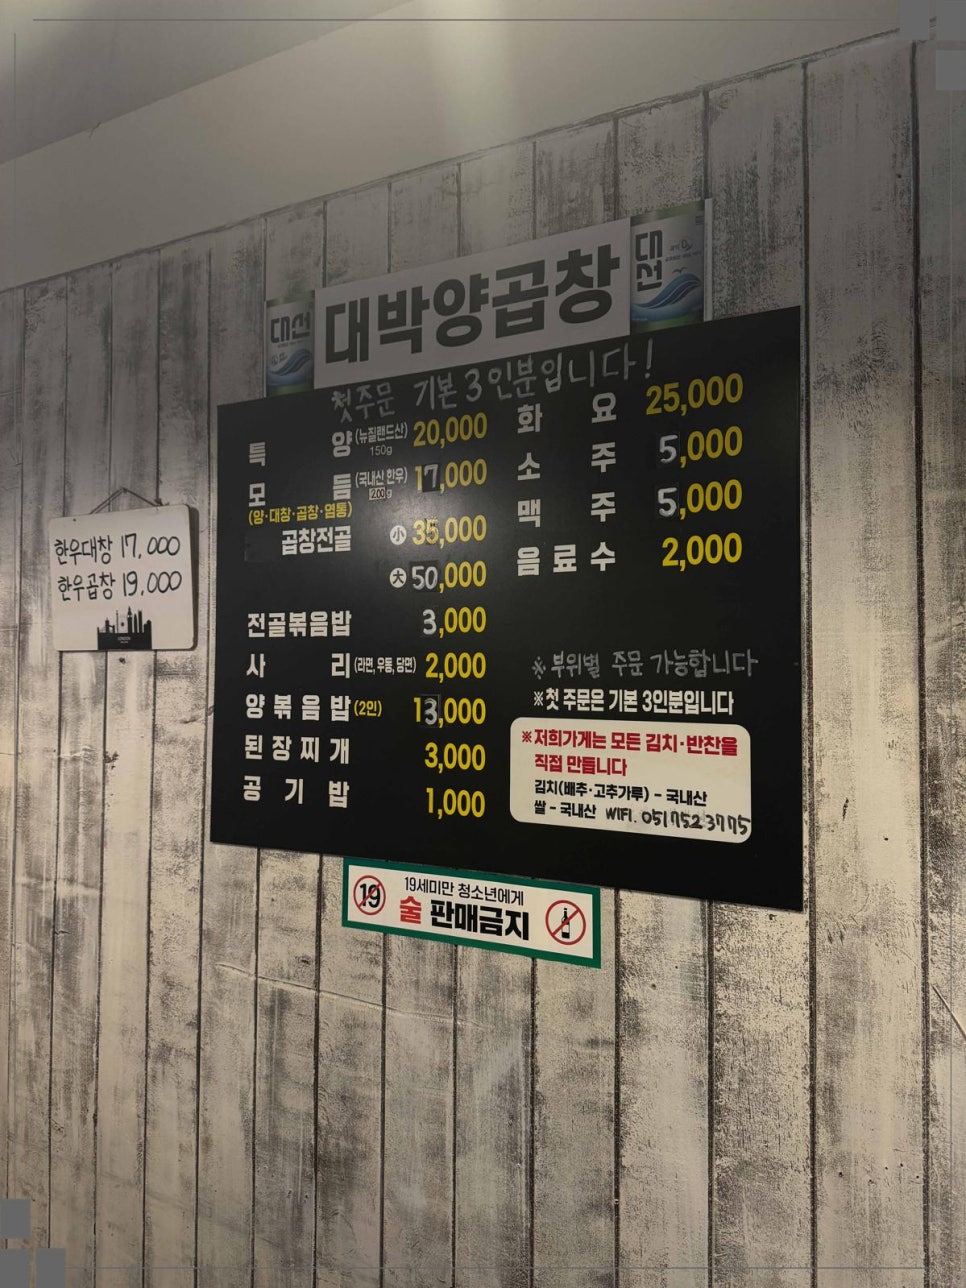 대선
대박양곱창
대선
첫주문 기본 3인분입니다!
특양 (뉴질랜드산) 150g 20,000
모듬 (국내산 한우) 200g 17,000
(양·대창·곱창·염통)
곱창전골 小 35,000
大 50,000
전골볶음밥 3,000
사리 (라면, 우동, 당면) 2,000
양볶음밥 (2인) 13,000
된장찌개 3,000
공기밥 1,000
화요 25,000
소주 5,000
맥주 5,000
음료수 2,000
※ 부위별 주문 가능합니다
※첫 주문은 기본 3인분입니다
※저희가게는 모든 김치·반찬을
직접 만듭니다
김치(배추·고추가루) - 국내산
쌀 - 국내산 WIFI. 0517523775
한우대창 17,000
한우곱창 19,000
LONDON
19
19세미만 청소년에게
술 판매금지